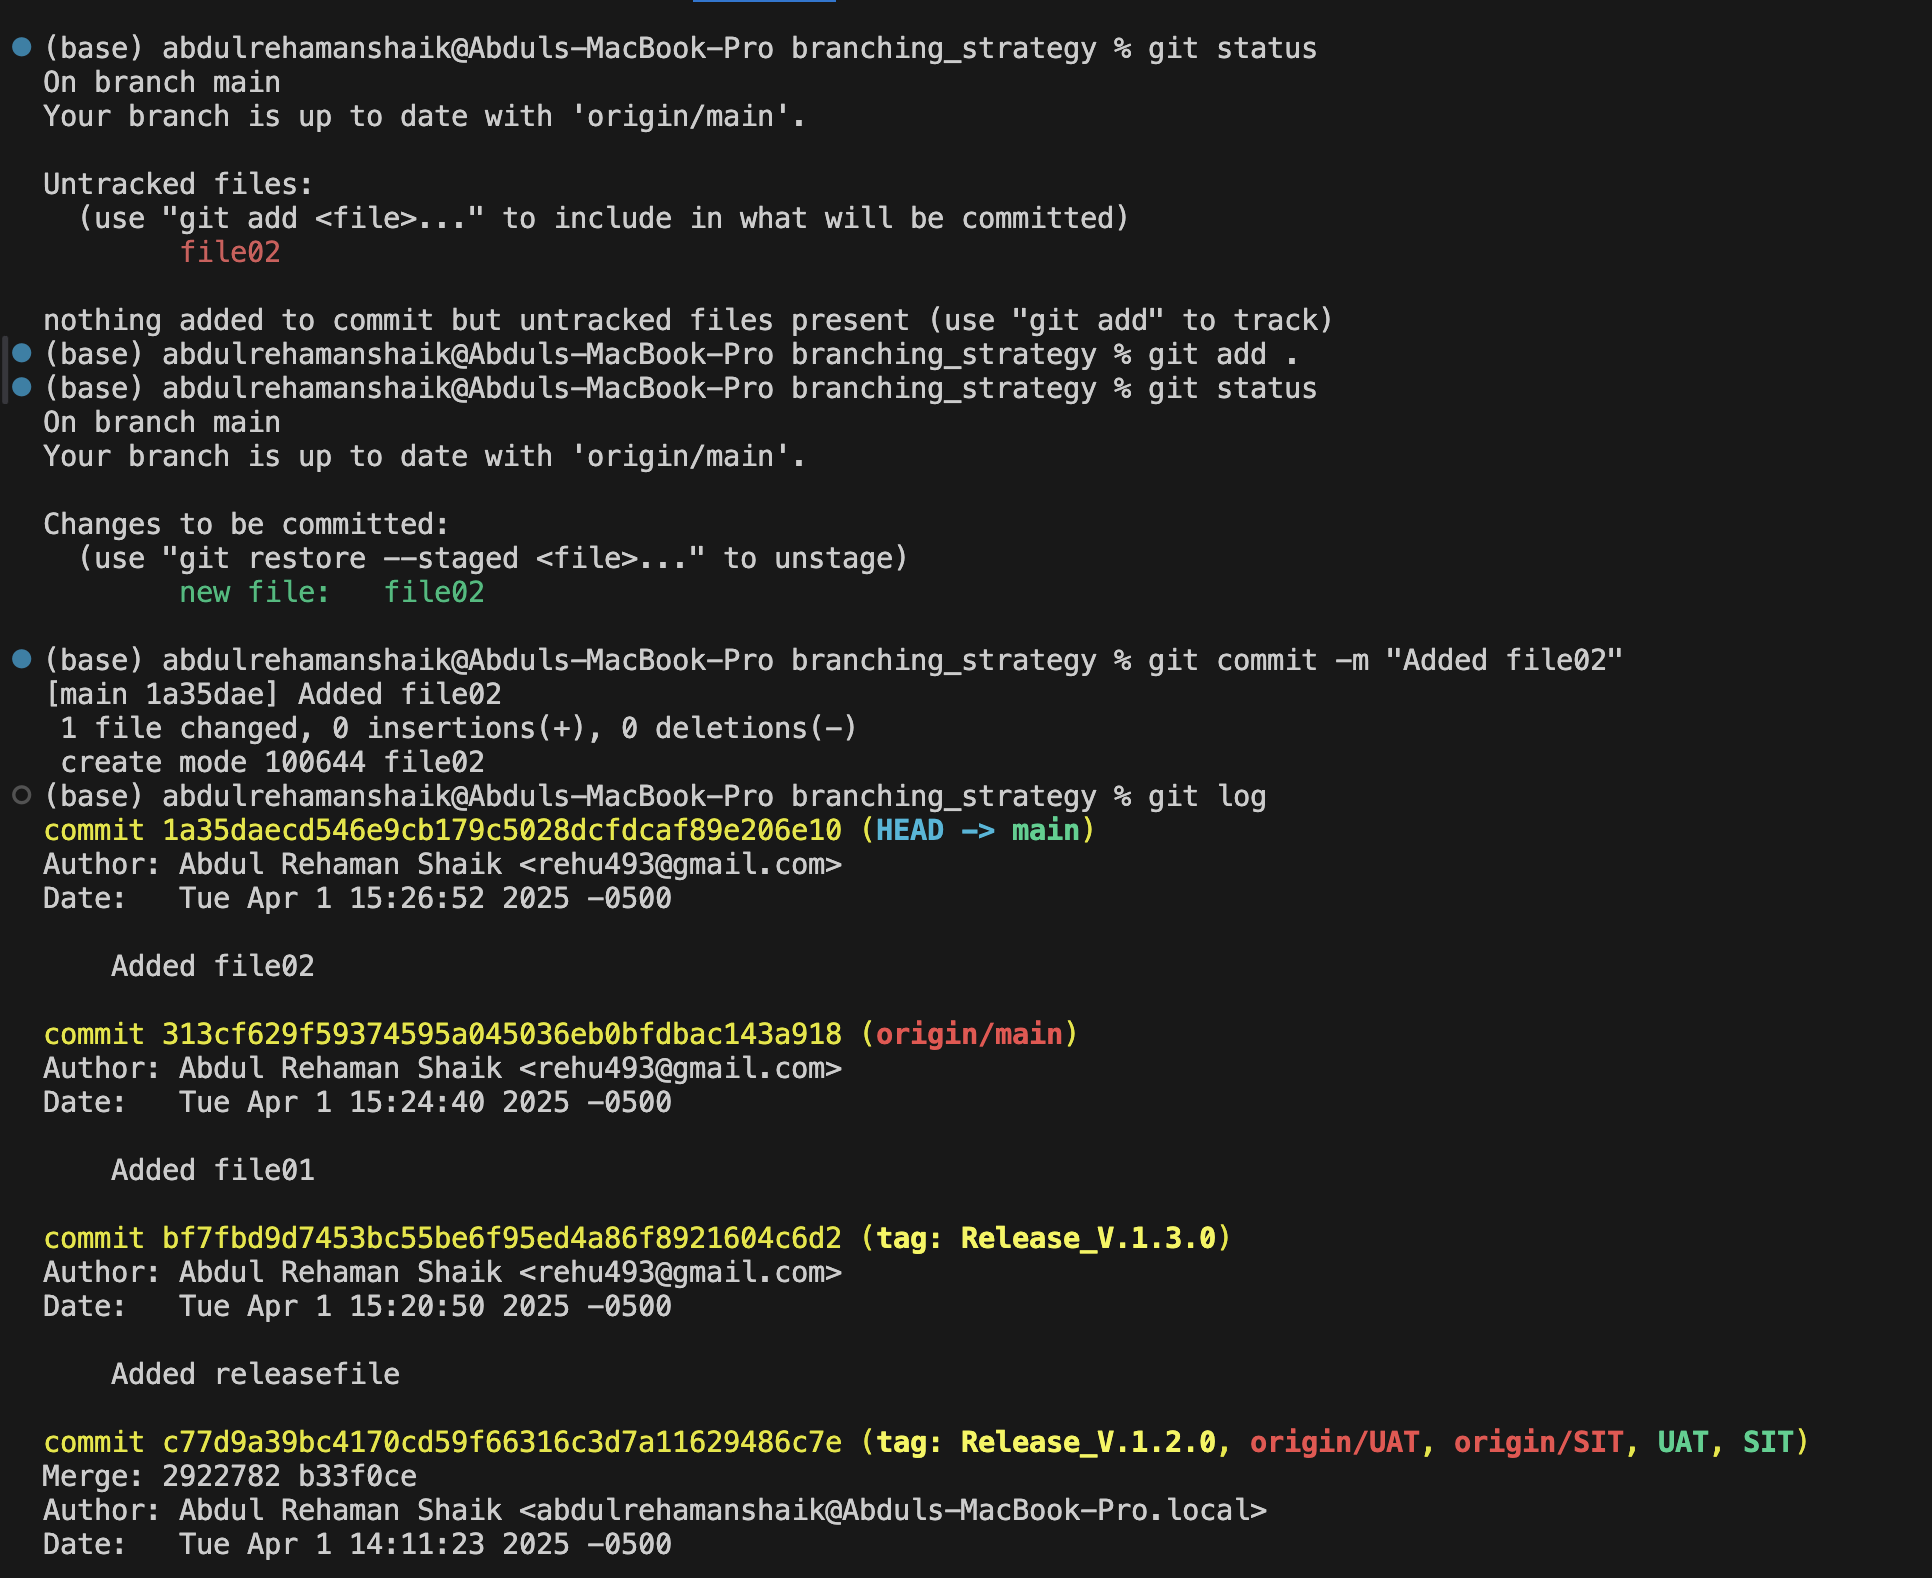 (base) abdulrehamanshaik@Abduls-MacBook-Pro branching_strategy % git status
On branch main
Your branch is up to date with 'origin/main'.
Untracked files:
(use "git add <file>..." to include in what will be committed)
file02
nothing added to commit but untracked files present (use "git add" to track)
(base) abdulrehamanshaik@Abduls-MacBook-Pro branching_strategy % git add .
(base) abdulrehamanshaik@Abduls-MacBook-Pro branching_strategy % git status
On branch main
Your branch is up to date with 'origin/main'.
Changes to be committed:
(use "git restore --staged <file>..." to unstage)
new file:   file02
(base) abdulrehamanshaik@Abduls-MacBook-Pro branching_strategy % git commit -m "Added file02"
[main 1a35dae] Added file02
1 file changed, 0 insertions(+), 0 deletions(-)
create mode 100644 file02
(base) abdulrehamanshaik@Abduls-MacBook-Pro branching_strategy % git log
commit 1a35daecd546e9cb179c5028dcfdcaf89e206e10 (HEAD -> main)
Author: Abdul Rehaman Shaik <rehu493@gmail.com>
Date:   Tue Apr 1 15:26:52 2025 -0500
Added file02
commit 313cf629f59374595a045036eb0bfdbac143a918 (origin/main)
Author: Abdul Rehaman Shaik <rehu493@gmail.com>
Date:   Tue Apr 1 15:24:40 2025 -0500
Added file01
commit bf7fbd9d7453bc55be6f95ed4a86f8921604c6d2 (tag: Release_V.1.3.0)
Author: Abdul Rehaman Shaik <rehu493@gmail.com>
Date:   Tue Apr 1 15:20:50 2025 -0500
Added releasefile
commit c77d9a39bc4170cd59f66316c3d7a11629486c7e (tag: Release_V.1.2.0, origin/UAT, origin/SIT, UAT, SIT)
Merge: 2922782 b33f0ce
Author: Abdul Rehaman Shaik <abdulrehamanshaik@Abduls-MacBook-Pro.local>
Date:   Tue Apr 1 14:11:23 2025 -0500